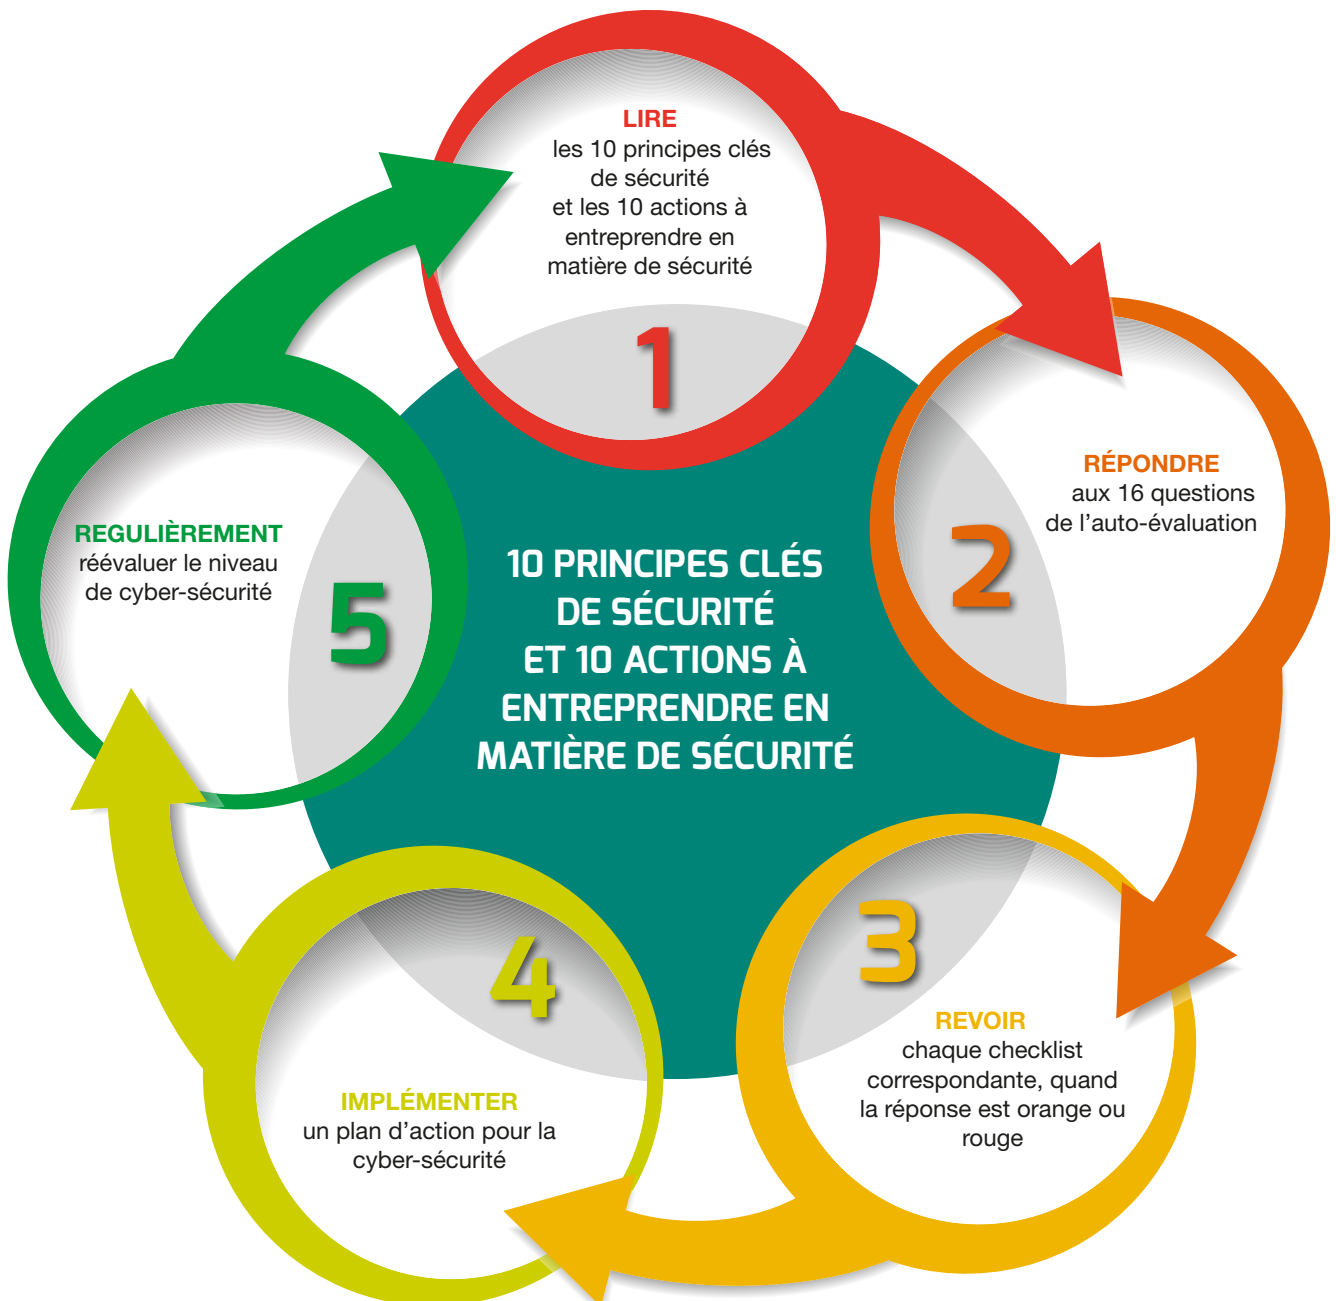 LIRE
les 10 principes clés
de sécurité
et les 10 actions à
entreprendre en
matière de sécurité
1
RÉPONDRE
aux 16 questions
de l’auto-évaluation
2
REVOIR
chaque checklist
correspondante, quand
la réponse est orange ou
rouge
3
IMPLÉMENTER
un plan d’action pour la
cyber-sécurité
4
REGULIÈREMENT
réévaluer le niveau
de cyber-sécurité
5
10 PRINCIPES CLÉS
DE SÉCURITÉ
ET 10 ACTIONS À
ENTREPRENDRE EN
MATIÈRE DE SÉCURITÉ